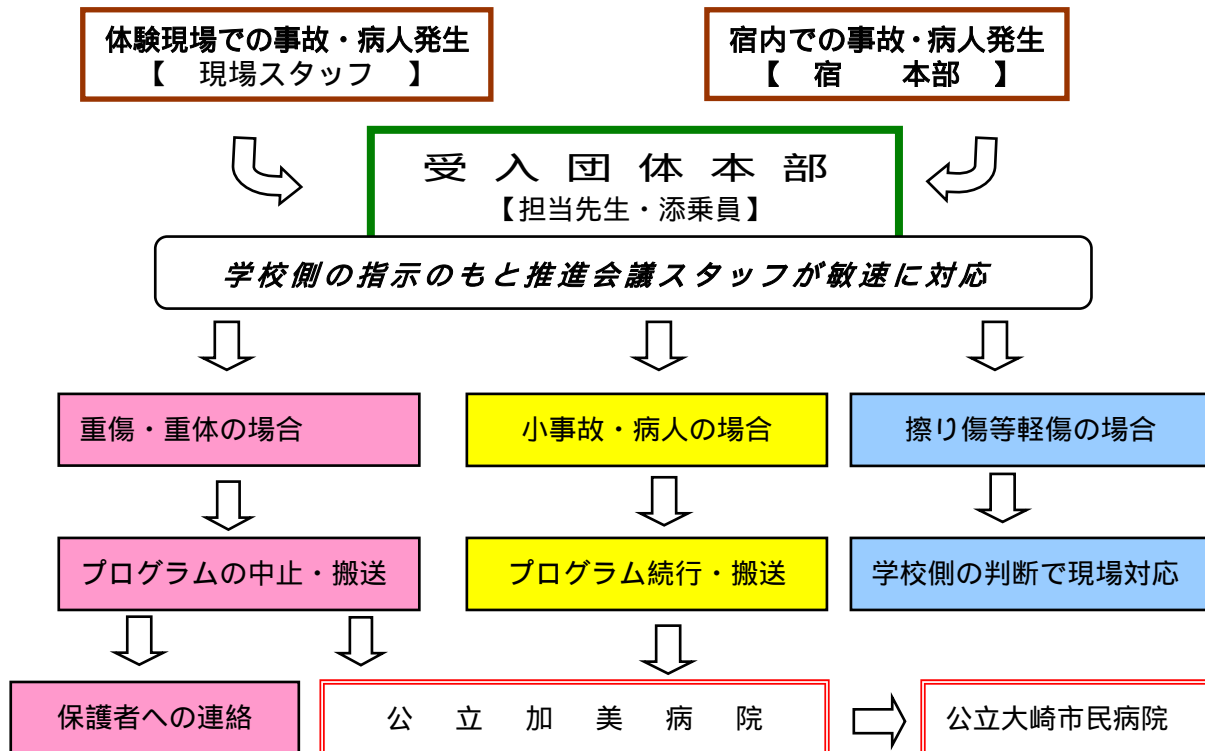 体験現場での事故・病人発生
【　現場スタッフ　】
宿内での事故・病人発生
【　宿　　本部　】
受入団体本部
【担当先生・添乗員】
学校側の指示のもと推進会議スタッフが敏速に対応
重傷・重体の場合
小事故・病人の場合
擦り傷等軽傷の場合
プログラムの中止・搬送
プログラム続行・搬送
学校側の判断で現場対応
保護者への連絡
公立加美病院
公立大崎市民病院